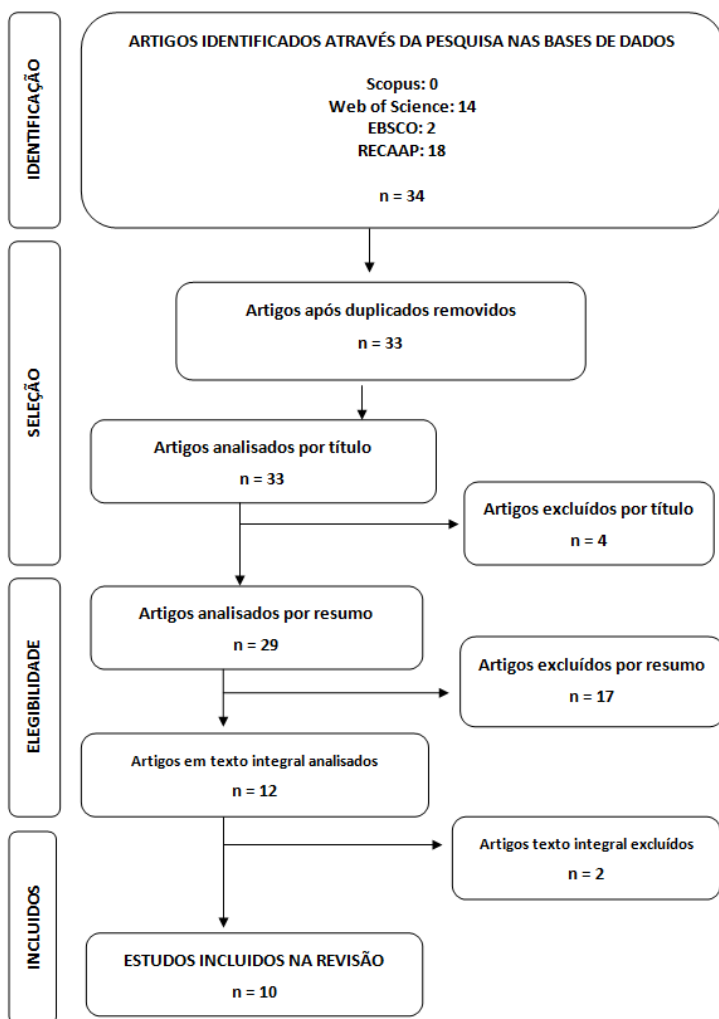 IDENTIFICAÇÃO
ARTIGOS IDENTIFICADOS ATRAVÉS DA PESQUISA NAS BASES DE DADOS
Scopus: 0
Web of Science: 14
EBSCO: 2
RECAAP: 18
n = 34
SELEÇÃO
Artigos após duplicados removidos
n = 33
Artigos analisados por título
n = 33
Artigos excluídos por título
n = 4
ELEGIBILIDADE
Artigos analisados por resumo
n = 29
Artigos excluídos por resumo
n = 17
Artigos em texto integral analisados
n = 12
INCLUIDOS
Artigos texto integral excluídos
n = 2
ESTUDOS INCLUIDOS NA REVISÃO
n = 10